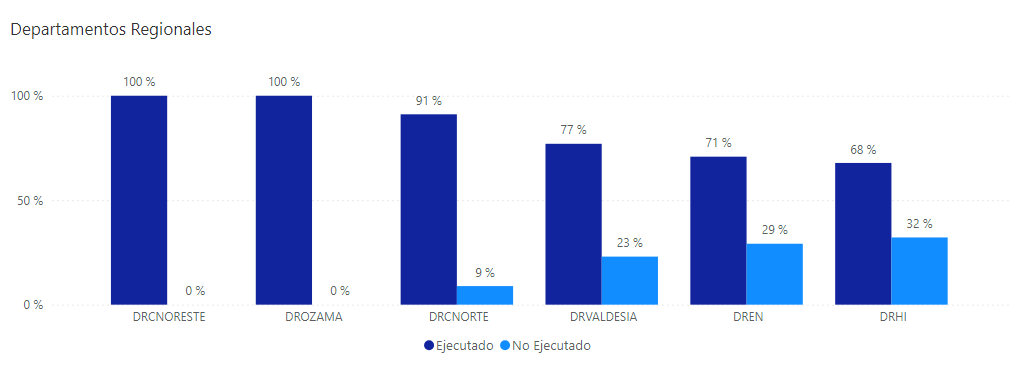 Departamentos Regionales
100 %
100 %
91 %
77 %
71 %
68 %
0 %
0 %
9 %
23 %
29 %
32 %
100 %
50 %
0 %
DRCNORESTE
DROZAMA
DRCNORTE
DRVALDESIA
DREN
DRHI
Ejecutado No Ejecutado